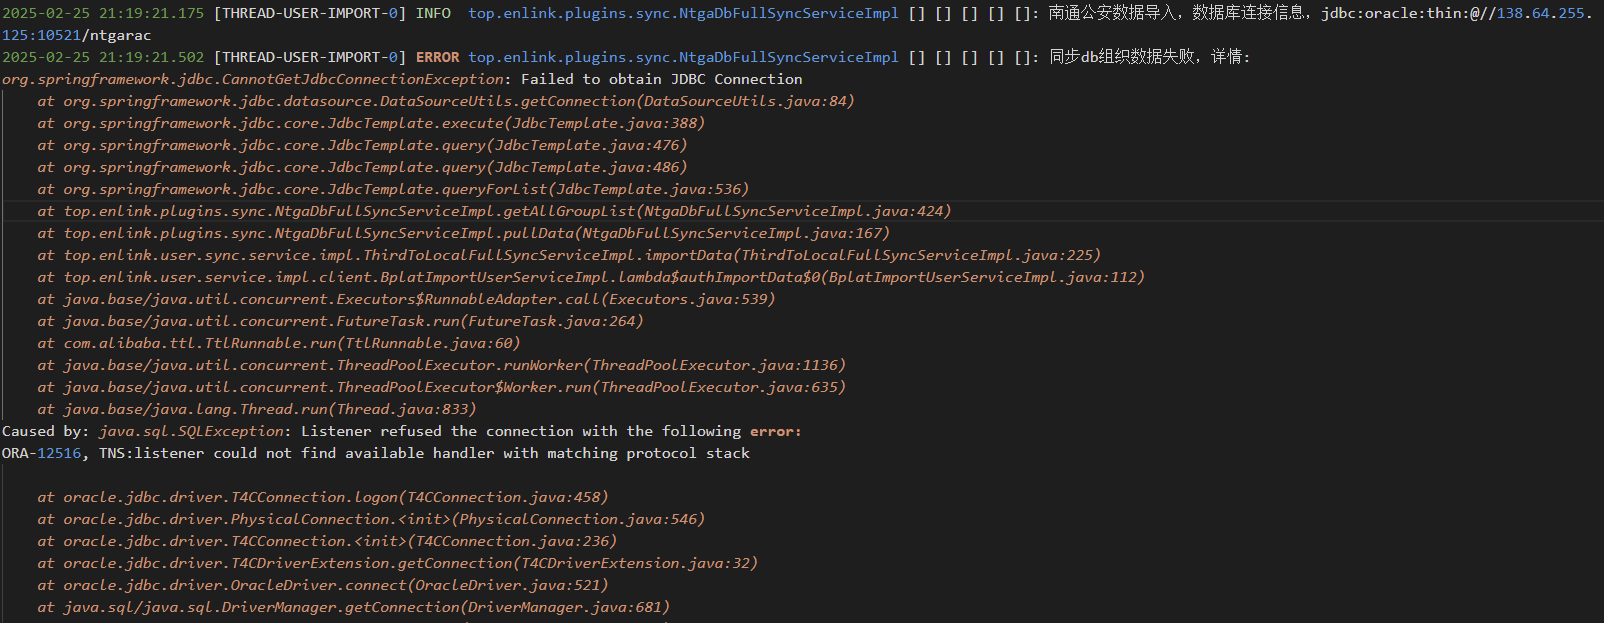 2025-02-25 21:19:21.175 [THREAD-USER-IMPORT-0] INFO  top.enlink.plugins.sync.NtgaDbFullSyncServiceImpl [] [] [] [] []: 南通公安数据导入，数据库连接信息，jdbc:oracle:thin:@//138.64.255.
125:10521/ntgarac
2025-02-25 21:19:21.502 [THREAD-USER-IMPORT-0] ERROR top.enlink.plugins.sync.NtgaDbFullSyncServiceImpl [] [] [] [] []: 同步db组织数据失败，详情:
org.springframework.jdbc.CannotGetJdbcConnectionException: Failed to obtain JDBC Connection
    at org.springframework.jdbc.datasource.DataSourceUtils.getConnection(DataSourceUtils.java:84)
    at org.springframework.jdbc.core.JdbcTemplate.execute(JdbcTemplate.java:388)
    at org.springframework.jdbc.core.JdbcTemplate.query(JdbcTemplate.java:476)
    at org.springframework.jdbc.core.JdbcTemplate.query(JdbcTemplate.java:486)
    at org.springframework.jdbc.core.JdbcTemplate.queryForList(JdbcTemplate.java:536)
    at top.enlink.plugins.sync.NtgaDbFullSyncServiceImpl.getAllGroupList(NtgaDbFullSyncServiceImpl.java:424)
    at top.enlink.plugins.sync.NtgaDbFullSyncServiceImpl.pullData(NtgaDbFullSyncServiceImpl.java:167)
    at top.enlink.user.sync.service.impl.ThirdToLocalFullSyncServiceImpl.importData(ThirdToLocalFullSyncServiceImpl.java:225)
    at top.enlink.user.service.impl.client.BplatImportUserServiceImpl.lambda$authImportData$0(BplatImportUserServiceImpl.java:112)
    at java.base/java.util.concurrent.Executors$RunnableAdapter.call(Executors.java:539)
    at java.base/java.util.concurrent.FutureTask.run(FutureTask.java:264)
    at com.alibaba.ttl.TtlRunnable.run(TtlRunnable.java:60)
    at java.base/java.util.concurrent.ThreadPoolExecutor.runWorker(ThreadPoolExecutor.java:1136)
    at java.base/java.util.concurrent.ThreadPoolExecutor$Worker.run(ThreadPoolExecutor.java:635)
    at java.base/java.lang.Thread.run(Thread.java:833)
Caused by: java.sql.SQLException: Listener refused the connection with the following error:
ORA-12516, TNS:listener could not find available handler with matching protocol stack
    at oracle.jdbc.driver.T4CConnection.logon(T4CConnection.java:458)
    at oracle.jdbc.driver.PhysicalConnection.<init>(PhysicalConnection.java:546)
    at oracle.jdbc.driver.T4CConnection.<init>(T4CConnection.java:236)
    at oracle.jdbc.driver.T4CDriverExtension.getConnection(T4CDriverExtension.java:32)
    at oracle.jdbc.driver.OracleDriver.connect(OracleDriver.java:521)
    at java.sql/java.sql.DriverManager.getConnection(DriverManager.java:681)